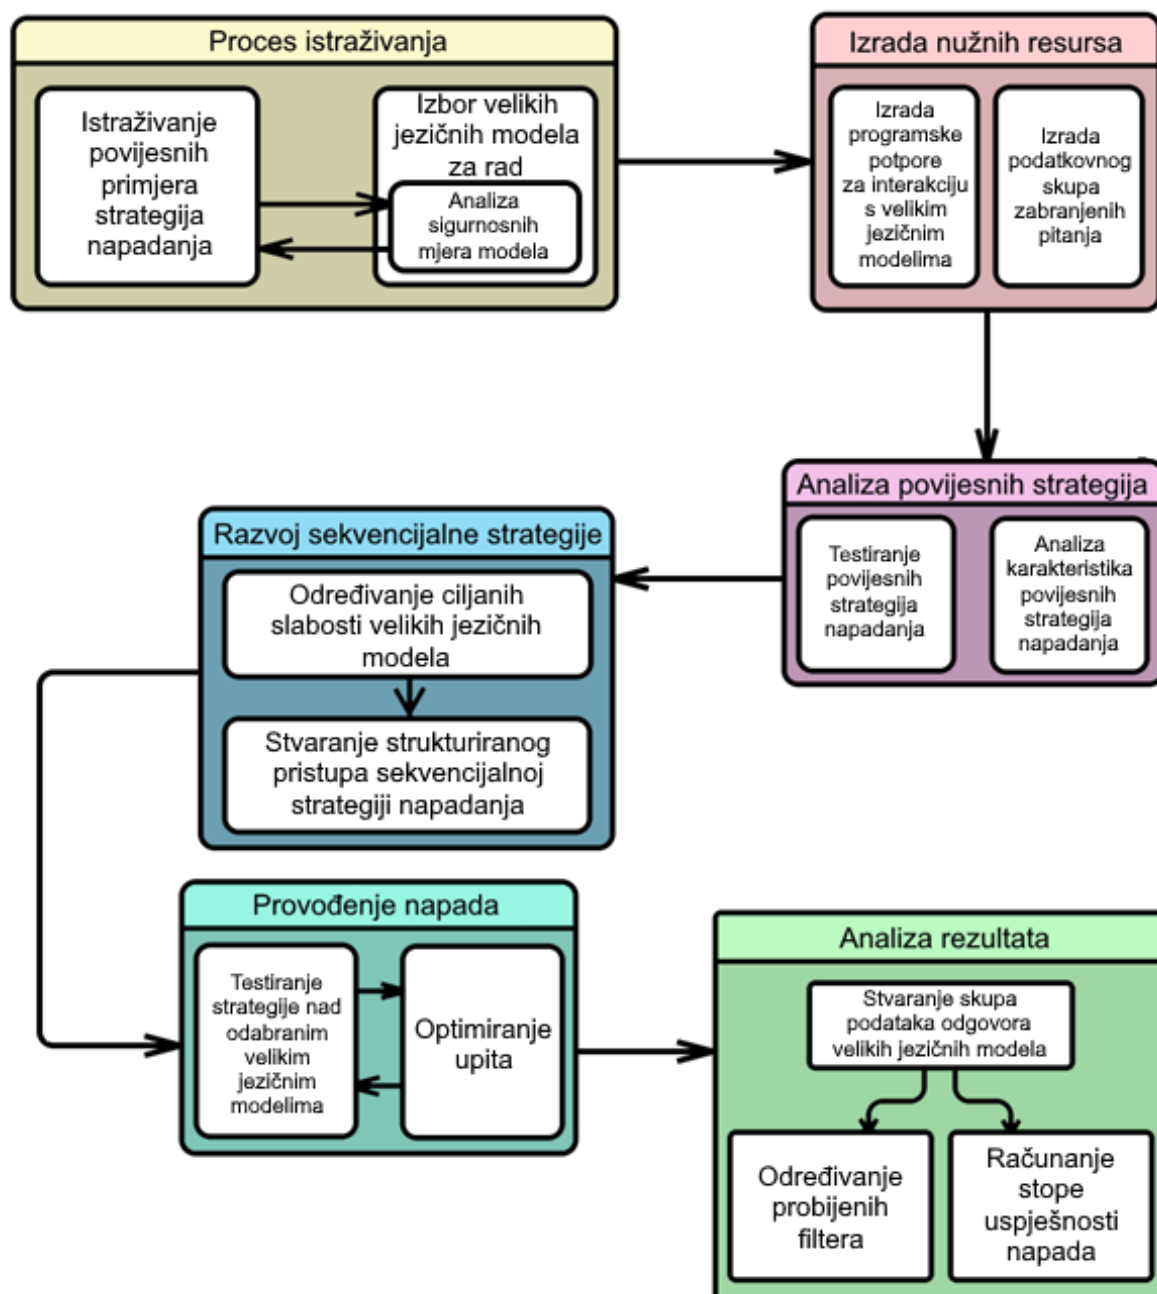 Proces istraživanja
Istraživanje
povijesnih
primjera
strategija
napadanja
Izbor velikih
jezičnih modela
za rad
Analiza
sigurnosnih
mjera modela
Izrada nužnih resursa
Izrada
programske
potpore
za interakciju
s velikim
jezičnim
modelima
Izrada
podatkovnog
skupa
zabranjenih
pitanja
Analiza povijesnih strategija
Testiranje
povijesnih
strategija
napadanja
Analiza
karakteristika
povijesnih
strategija
napadanja
Razvoj sekvencijalne strategije
Određivanje ciljanih
slabosti velikih jezičnih
modela
Stvaranje strukturiranog
pristupa sekvencijalnoj
strategiji napadanja
Provođenje napada
Testiranje
strategije nad
odabranim
velikim
jezičnim
modelima
Optimiranje
upita
Analiza rezultata
Stvaranje skupa
podataka odgovora
velikih jezičnih modela
Određivanje
probijenih
filtera
Računanje
stope
uspješnosti
napada